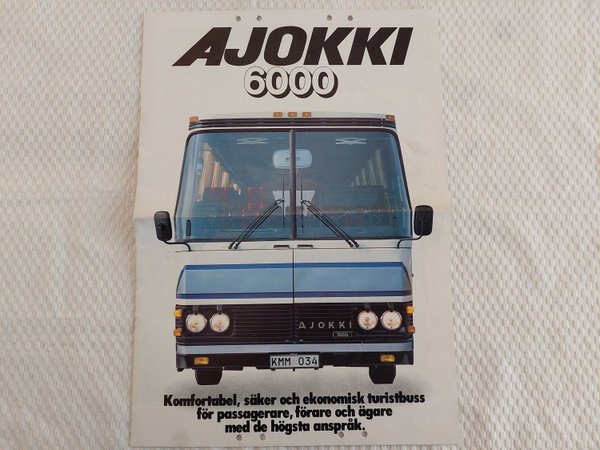 AJOKKI
6000
AJOKKI
KMM 034
Komfortabel, säker och ekonomisk turistbuss
för passagerare, förare och ägare
med de högsta anspråk.